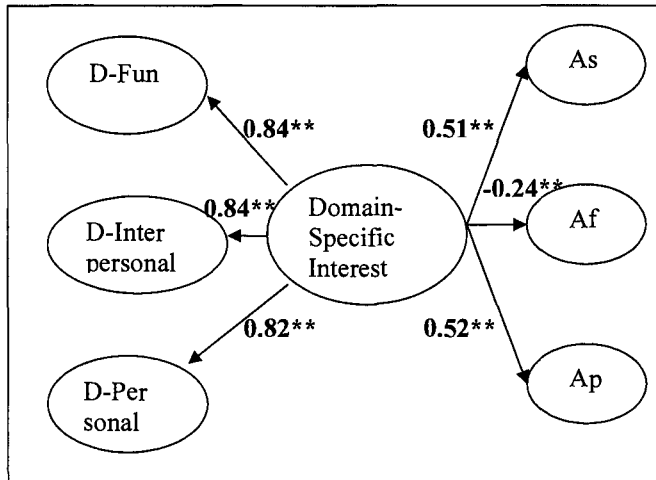 D-Fun
As
0.84**
0.51**
-0.24**
0.84**
D-Inter
personal
Domain-
Specific
Interest
Af
0.82**
0.52**
D-Per
sonal
Ap